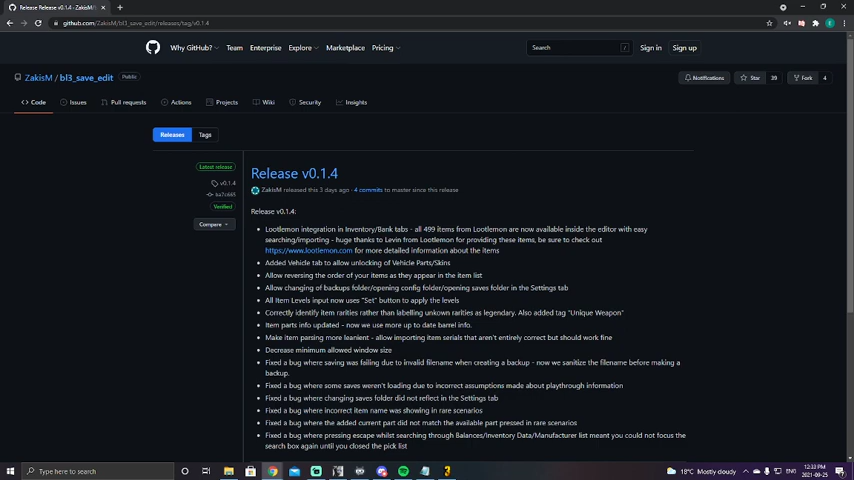 Release Release v0.1.4 · ZakisM/
github.com/ZakisM/bl3_save_edit/releases/tag/v0.1.4
Why GitHub? Team Enterprise Explore Marketplace Pricing Search / Sign in Sign up
ZakisM / bl3_save_edit Public Notifications Star 39 Fork 4
Code Issues Pull requests Actions Projects Wiki Security Insights
Releases Tags
Latest release
v0.1.4
Verified
Compare
Release v0.1.4
ZakisM released this 3 days ago · 4 commits to master since this release
Release v0.1.4:
Lootlemon integration in Inventory/Bank tabs - all 499 items from Lootlemon are now available inside the editor with easy
searching/importing - huge thanks to Levin from Lootlemon for providing these items, be sure to check out
https://www.lootlemon.com for more detailed information about the items
Added Vehicle tab to allow unlocking of Vehicle Parts/Skins
Allow reversing the order of your items as they appear in the item list
Allow changing of backups folder/opening config folder/opening saves folder in the Settings tab
All Item Levels input now uses "Set" button to apply the levels
Correctly identify item rarities rather than labelling unkown rarities as legendary. Also added tag "Unique Weapon"
Item parts info updated - now we use more up to date barrel info.
Make item parsing more leanient - allow importing item serials that aren't entirely correct but should work fine
Decrease minimum allowed window size
Fixed a bug where saving was failing due to invalid filename when creating a backup - now we sanitize the filename before making a
backup.
Fixed a bug where some saves weren't loading due to incorrect assumptions made about playthrough information
Fixed a bug where changing saves folder did not reflect in the Settings tab
Fixed a bug where incorrect item name was showing in rare scenarios
Fixed a bug where the added current part did not match the available part pressed in rare scenarios
Fixed a bug where pressing escape whilst searching through Balances/Inventory Data/Manufacturer list meant you could not focus the
search box again until you closed the pick list
Type here to search 18°C Mostly cloudy ENG 12:33 PM
2021-09-25